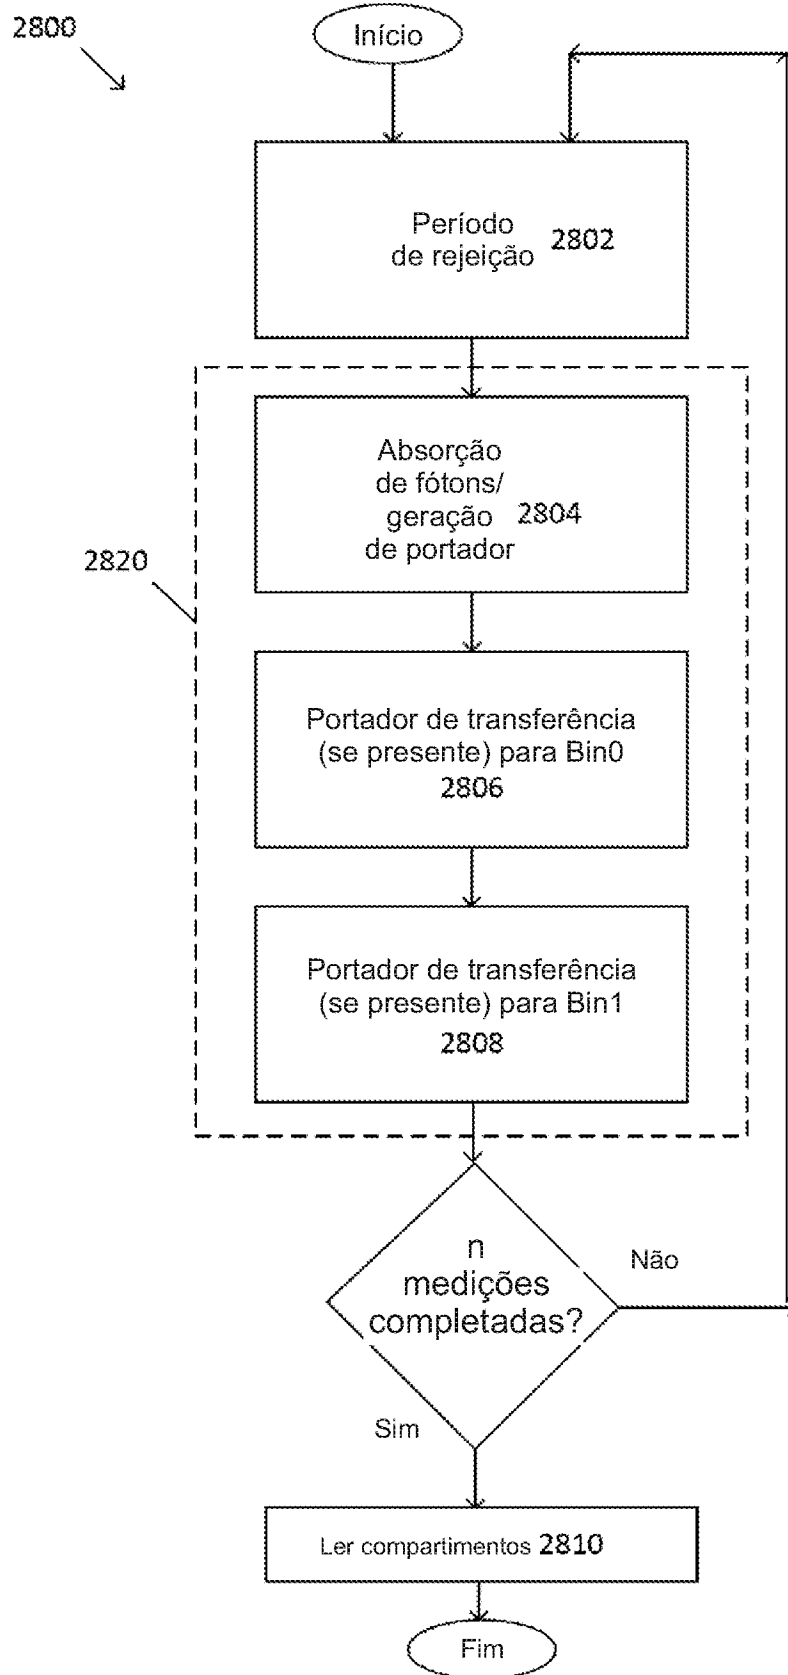 2800
Início
Período
de rejeição 2802
Absorção
de fótons/
geração 2804
de portador
2820
Portador de transferência
(se presente) para Bin0
2806
Portador de transferência
(se presente) para Bin1
2808
n
medições
completadas?
Não
Sim
Ler compartimentos 2810
Fim